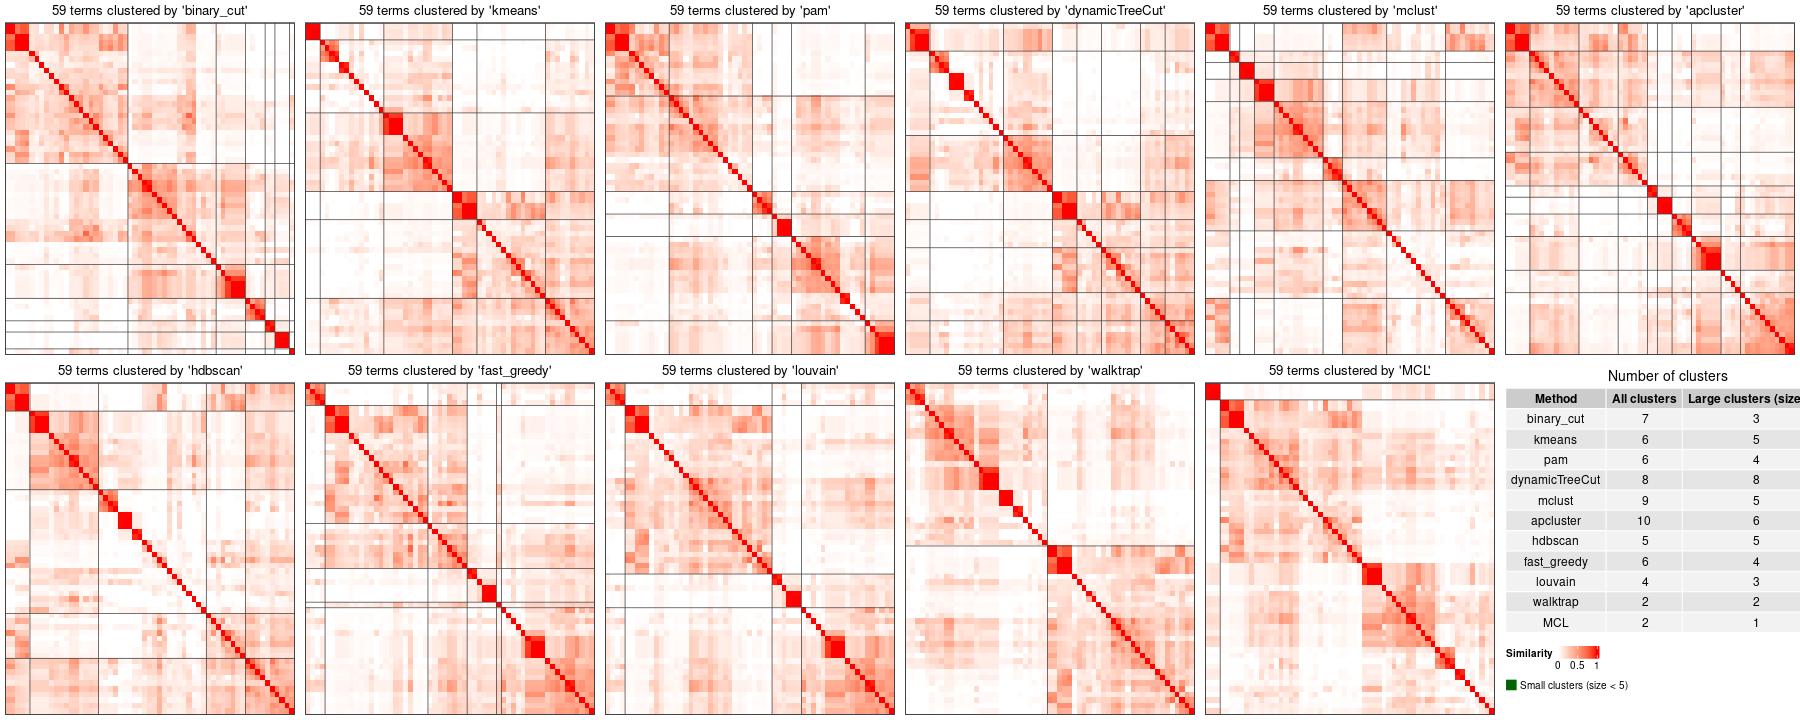 59 terms clustered by 'binary_cut'
59 terms clustered by 'kmeans'
59 terms clustered by 'pam'
59 terms clustered by 'dynamicTreeCut'
59 terms clustered by 'mclust'
59 terms clustered by 'apcluster'
59 terms clustered by 'hdbscan'
59 terms clustered by 'fast_greedy'
59 terms clustered by 'louvain'
59 terms clustered by 'walktrap'
59 terms clustered by 'MCL'
Number of clusters
Method All clusters Large clusters (size
binary_cut 7 3
kmeans 6 5
pam 6 4
dynamicTreeCut 8 8
mclust 9 5
apcluster 10 6
hdbscan 5 5
fast_greedy 6 4
louvain 4 3
walktrap 2 2
MCL 2 1
Similarity
0 0.5 1
Small clusters (size < 5)